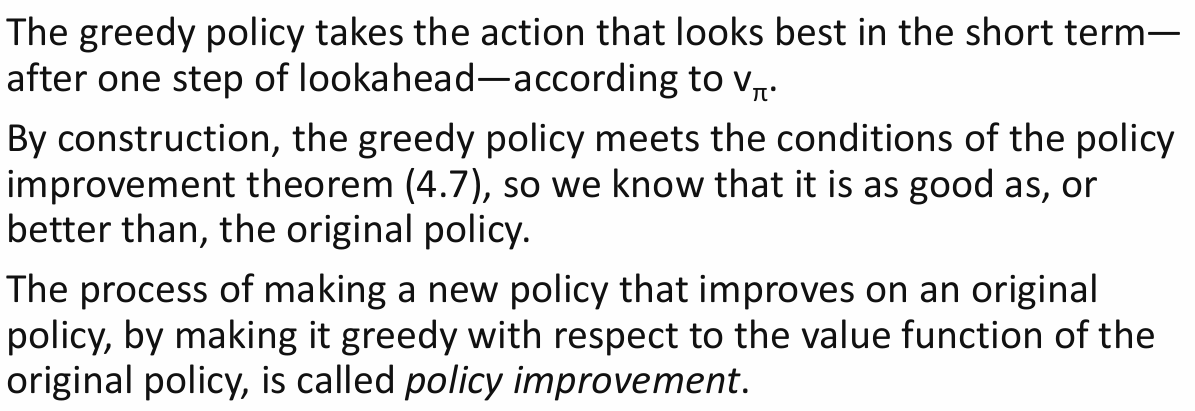 The greedy policy takes the action that looks best in the short term—
after one step of lookahead—according to vπ.
By construction, the greedy policy meets the conditions of the policy
improvement theorem (4.7), so we know that it is as good as, or
better than, the original policy.
The process of making a new policy that improves on an original
policy, by making it greedy with respect to the value function of the
original policy, is called policy improvement.